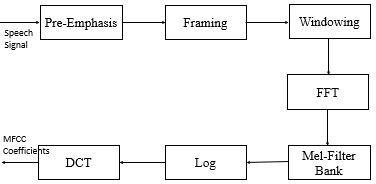 Pre-Emphasis
Framing
Windowing
Speech
Signal
FFT
Mel-Filter
Bank
Log
DCT
MFCC
Coefficients